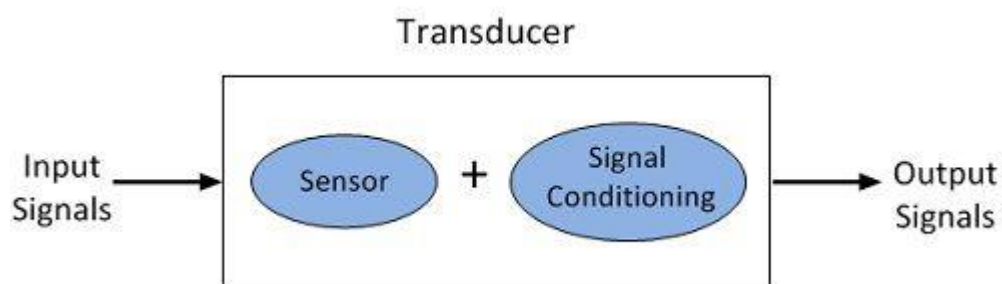 Transducer
Input
Signals
Sensor
+
Signal
Conditioning
Output
Signals